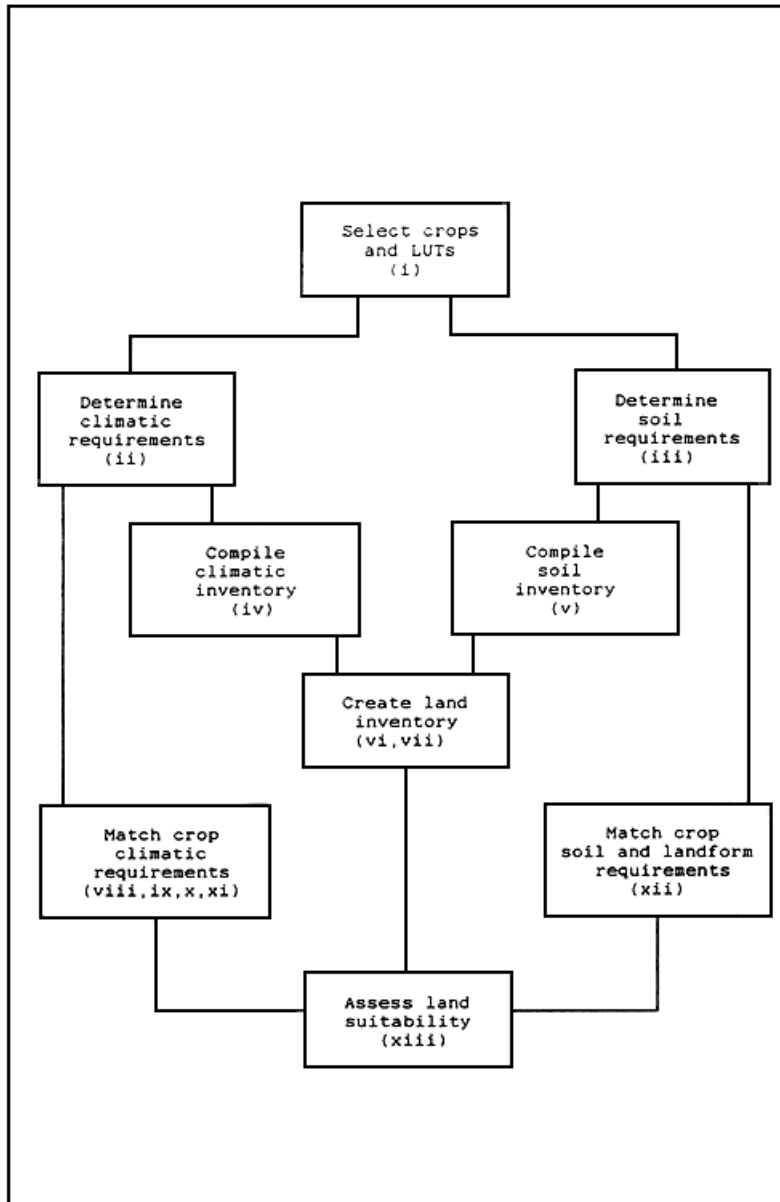 Select crops
and LUTs
(i)
Determine
climatic
requirements
(ii)
Determine
soil
requirements
(iii)
Compile
climatic
inventory
(iv)
Compile
soil
inventory
(v)
Create land
inventory
(vi,vii)
Match crop
climatic
requirements
(viii,ix,x,xi)
Match crop
soil and landform
requirements
(xii)
Assess land
suitability
(xiii)